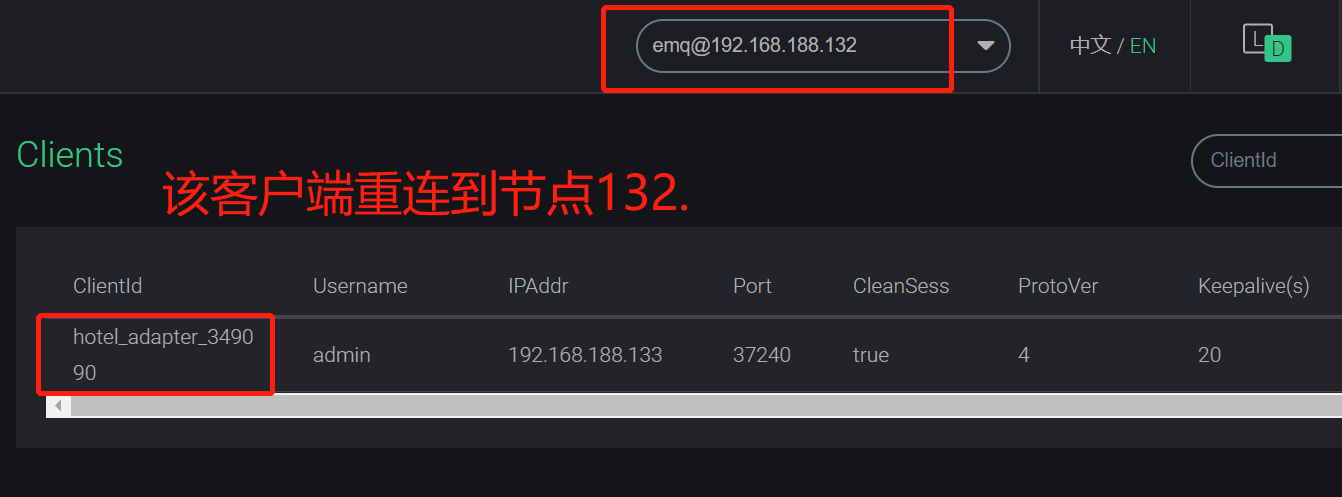 emq@192.168.188.132
中文 / EN
L
D
Clients
ClientId
该客户端重连到节点132.
ClientId Username IPAddr Port CleanSess ProtoVer Keepalive(s)
hotel_adapter_3490
90
admin 192.168.188.133 37240 true 4 20